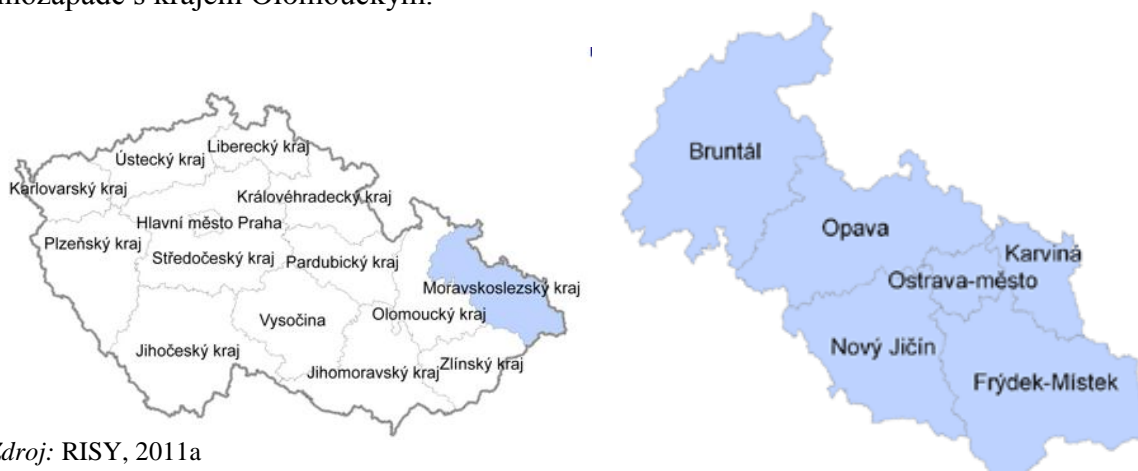 s krajem Olomouckým.
Liberecký kraj
Ústecký kraj
Karlovarský kraj
Královéhradecký kraj
Hlavní město Praha
Plzeňský kraj
Středočeský kraj
Pardubický kraj
Moravskoslezský kraj
Olomoucký kraj
Vysočina
Jihočeský kraj
Zlínský kraj
Jihomoravský kraj
Bruntál
Opava
Karviná
Ostrava-město
Nový Jičín
Frýdek-Místek
Zdroj: RISY, 2011a